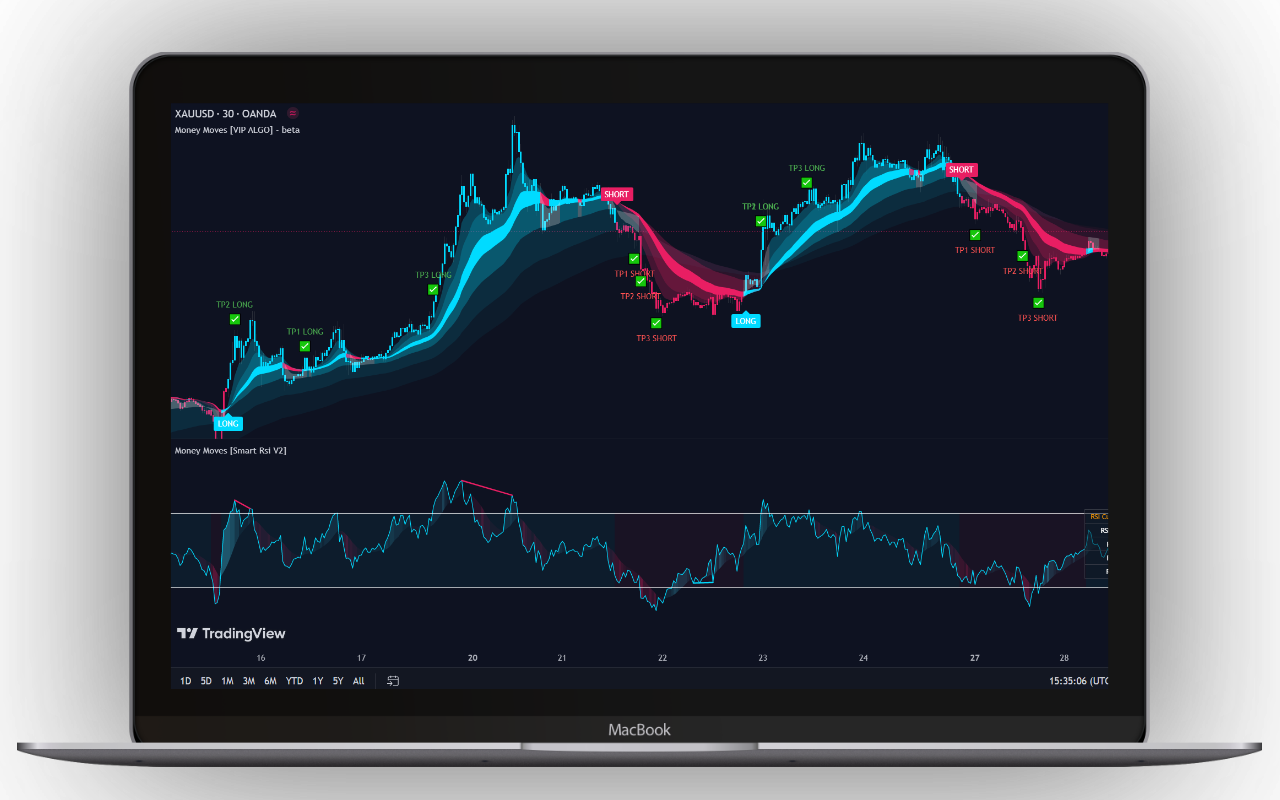 XAUUSD · 30 · OANDA
Money Moves [VIP ALGO] - beta
TP3 LONG
SHORT
SHORT
TP2 LONG
TP1 SHORT
TP1 SHORT
TP2 SHORT
TP3 LONG
TP2 SHORT
TP2 LONG
LONG
TP3 SHORT
TP1 LONG
TP3 SHORT
LONG
Money Moves [Smart Rsi V2]
RSI
RS
TradingView
16 17 20 21 22 23 24 27 28
1D 5D 1M 3M 6M YTD 1Y 5Y All 15:35:06 (UTC
MacBook